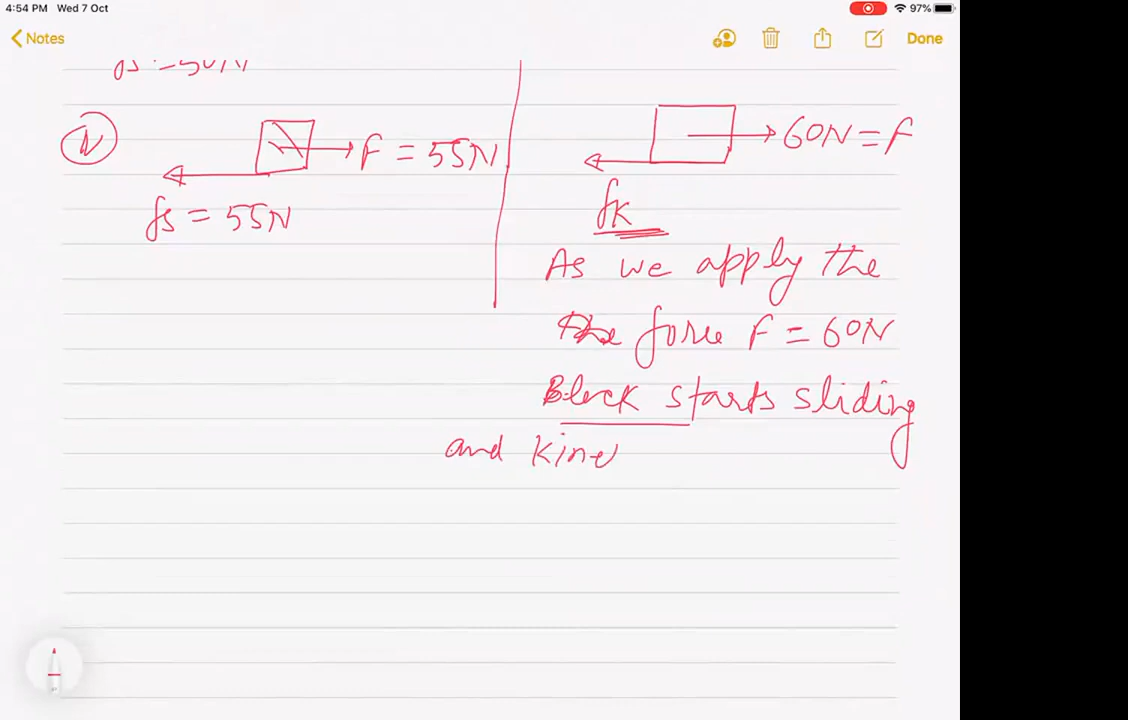 4:54 PM Wed 7 Oct
97%
Notes
Done
F = 55N
fs = 55N
60N = F
fK
As we apply the
the force F = 60N
Block starts sliding
and kine